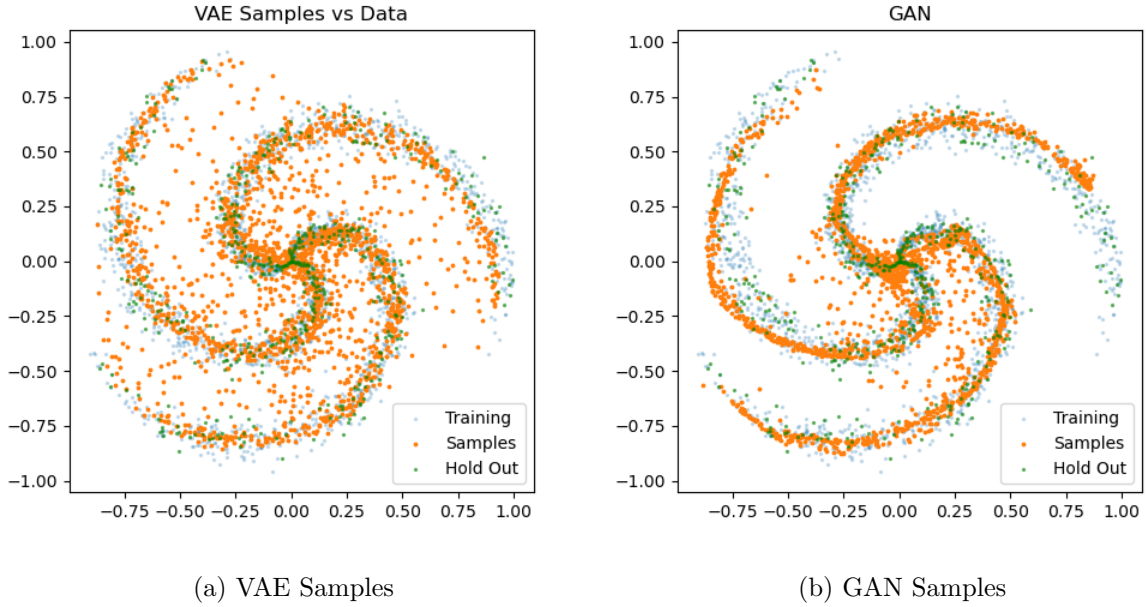 VAE Samples vs Data
1.00
0.75
0.50
0.25
0.00
−0.25
−0.50
−0.75
−1.00
Training
Samples
Hold Out
−0.75 −0.50 −0.25 0.00 0.25 0.50 0.75 1.00
(a) VAE Samples
GAN
1.00
0.75
0.50
0.25
0.00
−0.25
−0.50
−0.75
−1.00
Training
Samples
Hold Out
−0.75 −0.50 −0.25 0.00 0.25 0.50 0.75 1.00
(b) GAN Samples